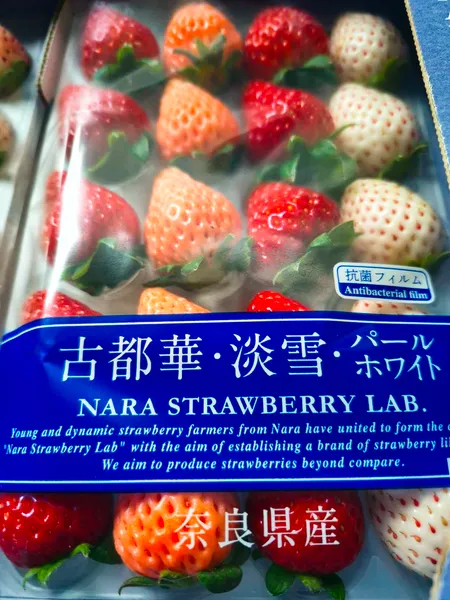 抗菌フィルム
Antibacterial film
古都華・淡雪・パール
ホワイト
NARA STRAWBERRY LAB.
Young and dynamic strawberry farmers from Nara have united to form the
"Nara Strawberry Lab" with the aim of establishing a brand of strawberry
We aim to produce strawberries beyond compare.
奈良県産